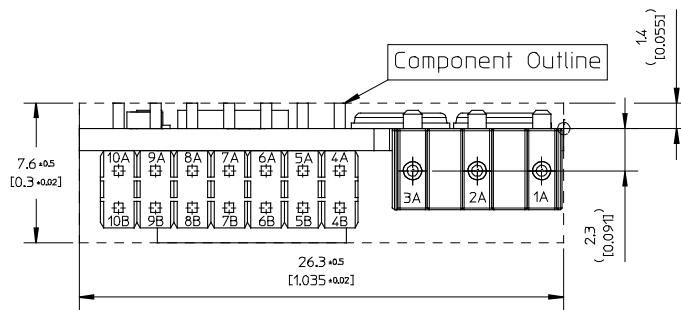 Component Outline
1.4
[0.055]
7.6 ±0.5
[0.3 ±0.02]
10A 9A 8A 7A 6A 5A 4A
3A 2A 1A
10B 9B 8B 7B 6B 5B 4B
2.3
[0.091]
26.3 ±0.5
[1.035 ±0.02]